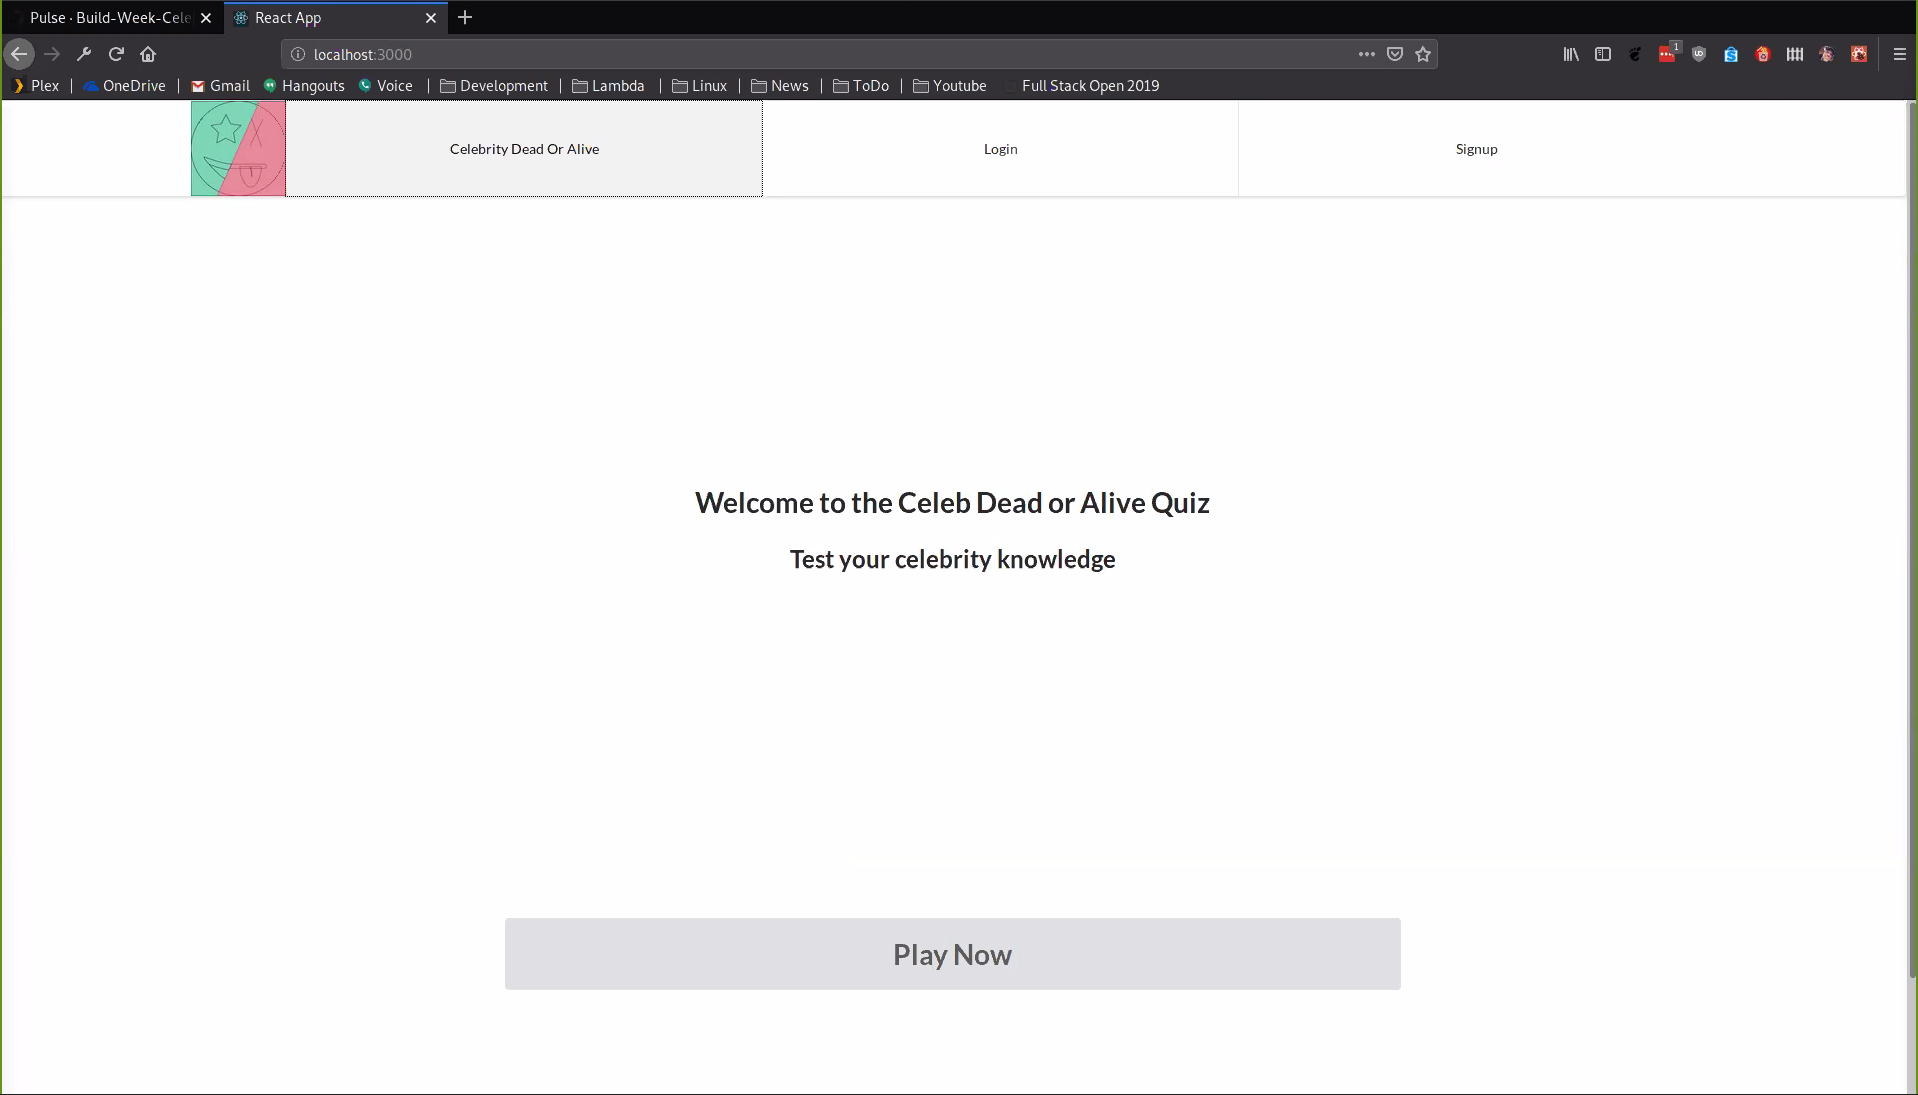 Pulse · Build-Week-Cele
React App
localhost:3000
1
Plex
OneDrive
Gmail
Hangouts
Voice
Development
Lambda
Linux
News
ToDo
Youtube
Full Stack Open 2019
Celebrity Dead Or Alive
Login
Signup
Welcome to the Celeb Dead or Alive Quiz
Test your celebrity knowledge
Play Now